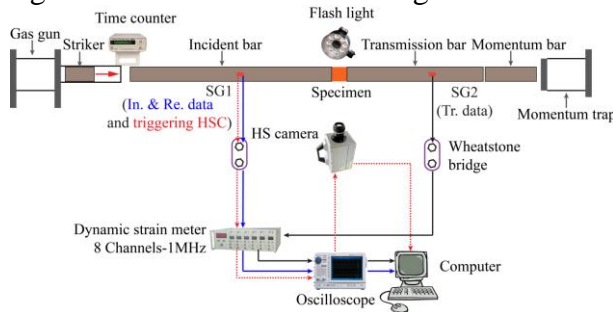 Time counter
Flash light
Gas gun
Striker
Incident bar
Transmission bar
Momentum bar
SG1
Specimen
SG2
(In. & Re. data
and triggering HSC)
(Tr. data)
Momentum trap
HS camera
Wheatstone
bridge
Dynamic strain meter
8 Channels-1MHz
Oscilloscope
Computer